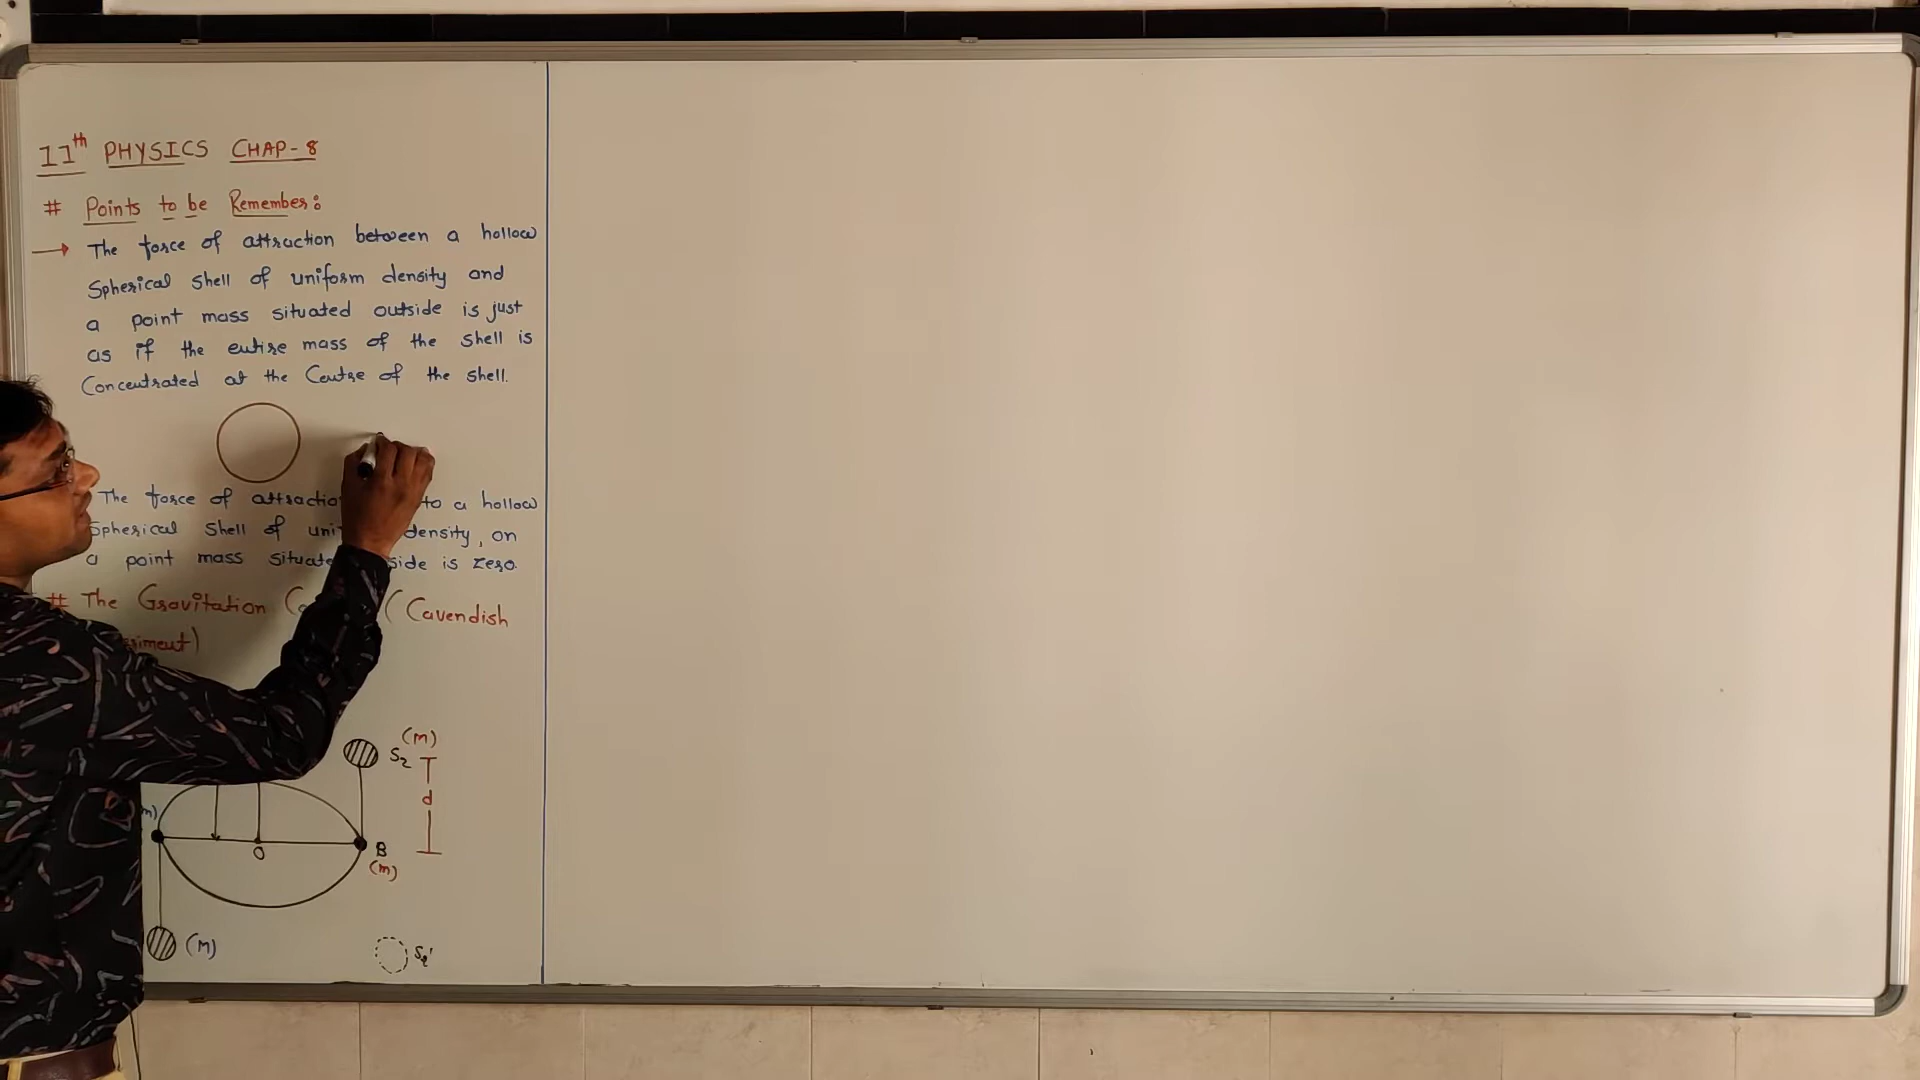 11th PHYSICS CHAP-8
# Points to be Remember:
→ The force of attraction between a hollow
Spherical shell of uniform density and
a point mass situated outside is just
as if the entire mass of the shell is
Concentrated at the Centre of the shell.
The force of attractio to a hollow
Spherical shell of uni density, on
a point mass situate side is zero.
# The Gravitation ( Cavendish
riment)
(M)
S2
d
m)
O
B
(m)
(M)
S2'